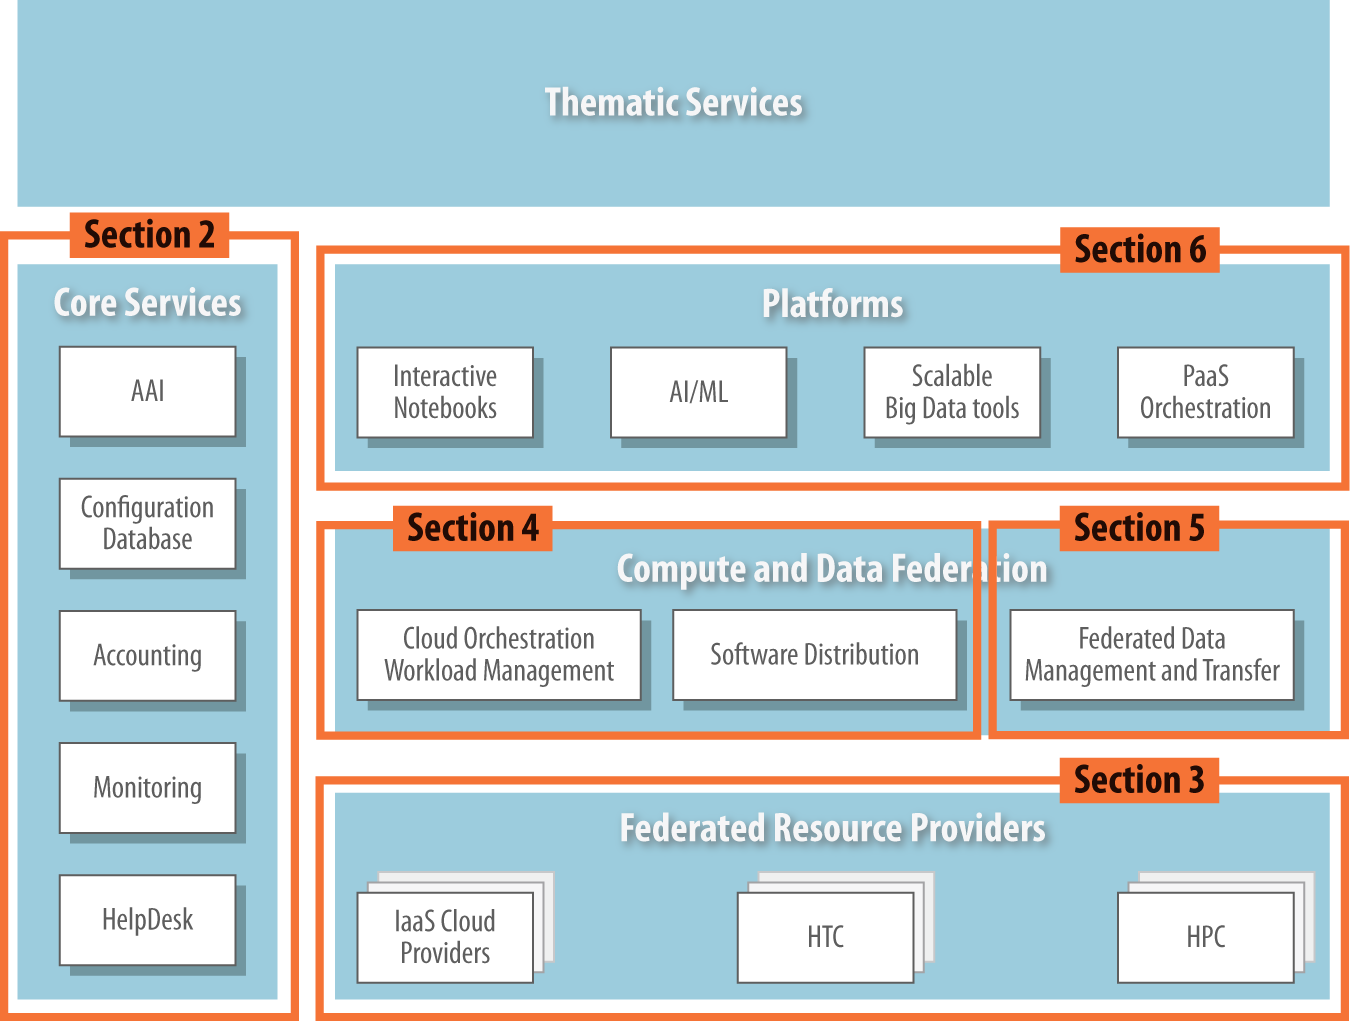 Thematic Services
Section 2
Core Services
AAI
Configuration
Database
Accounting
Monitoring
HelpDesk
Section 6
Platforms
Interactive
Notebooks
AI/ML
Scalable
Big Data tools
PaaS
Orchestration
Section 4
Section 5
Compute and Data Federation
Cloud Orchestration
Workload Management
Software Distribution
Federated Data
Management and Transfer
Section 3
Federated Resource Providers
IaaS Cloud
Providers
HTC
HPC